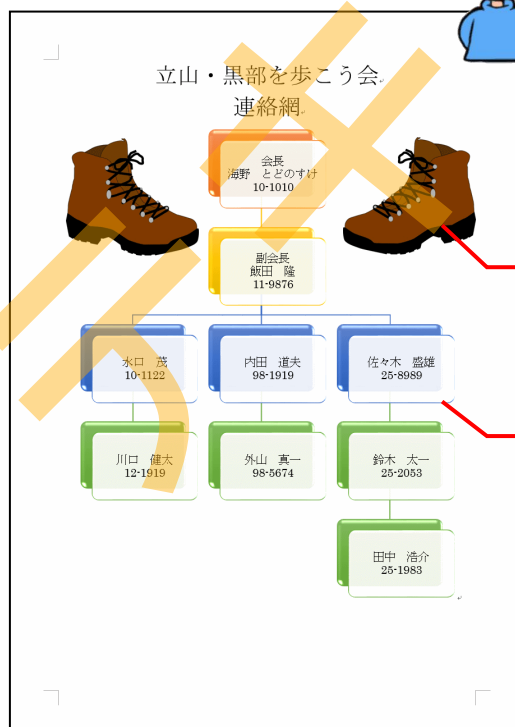 立山・黒部を歩こう会
連絡網
会長
海野　とどのすけ
10-1010
副会長
飯田　隆
11-9876
水口　茂
10-1122
内田　道夫
98-1919
佐々木　盛雄
25-8989
川口　健太
12-1919
外山　真一
98-5674
鈴木　太一
25-2053
田中　浩介
25-1983